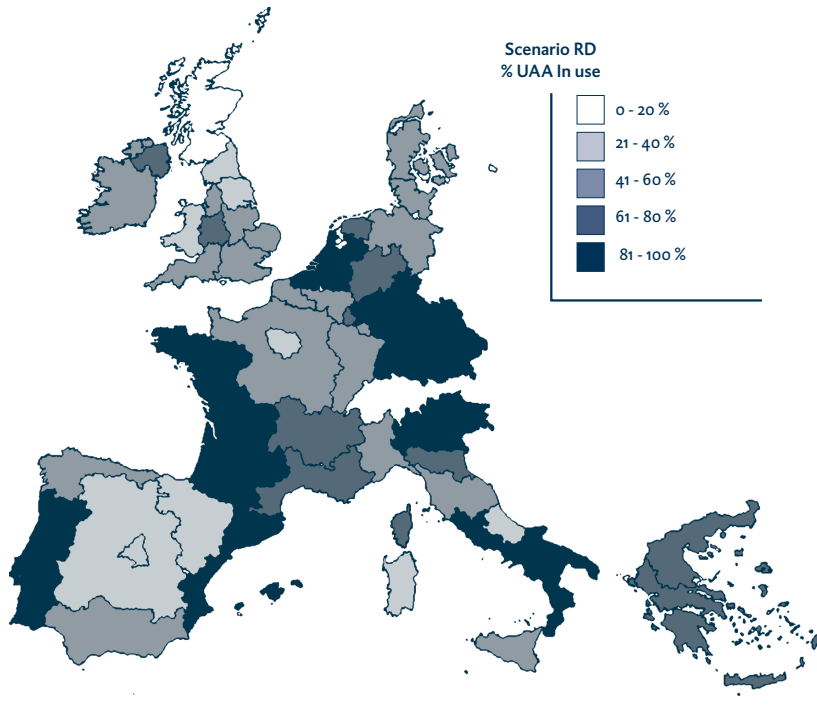 Scenario RD
% UAA In use
0 - 20 %
21 - 40 %
41 - 60 %
61 - 80 %
81 - 100 %